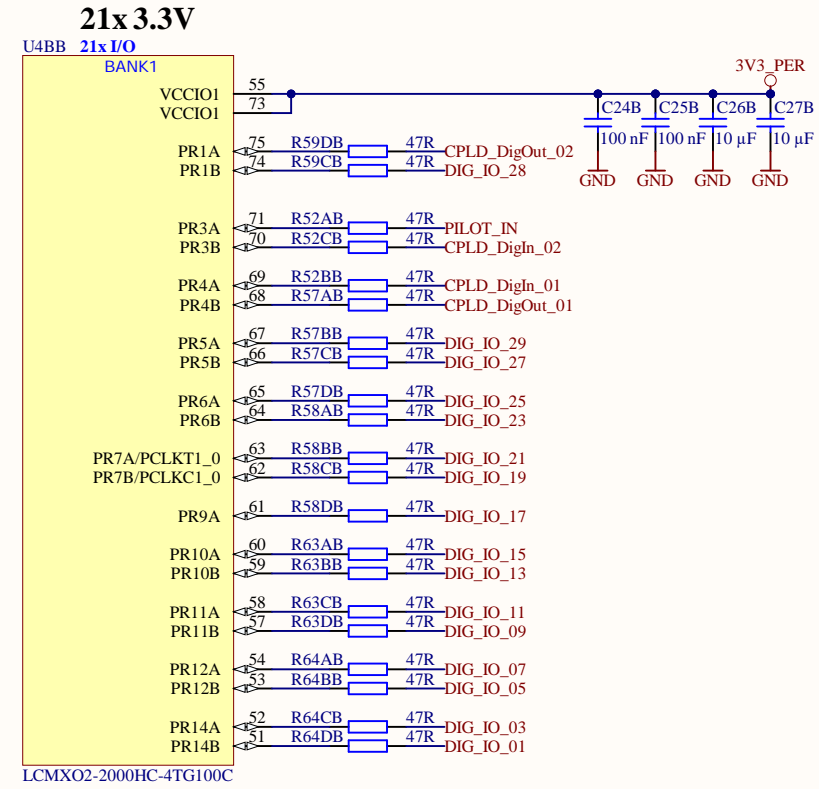 21x 3.3V
U4BB 21x I/O
BANK1
3V3_PER
VCCIO1 55
VCCIO1 73
C24B C25B C26B C27B
100 nF 100 nF 10 µF 10 µF
GND GND GND GND
PR1A 75 R59DB 47R CPLD_DigOut_02
PR1B 74 R59CB 47R DIG_IO_28
PR3A 71 R52AB 47R PILOT_IN
PR3B 70 R52CB 47R CPLD_DigIn_02
PR4A 69 R52BB 47R CPLD_DigIn_01
PR4B 68 R57AB 47R CPLD_DigOut_01
PR5A 67 R57BB 47R DIG_IO_29
PR5B 66 R57CB 47R DIG_IO_27
PR6A 65 R57DB 47R DIG_IO_25
PR6B 64 R58AB 47R DIG_IO_23
PR7A/PCLKT1_0 63 R58BB 47R DIG_IO_21
PR7B/PCLKC1_0 62 R58CB 47R DIG_IO_19
PR9A 61 R58DB 47R DIG_IO_17
PR10A 60 R63AB 47R DIG_IO_15
PR10B 59 R63BB 47R DIG_IO_13
PR11A 58 R63CB 47R DIG_IO_11
PR11B 57 R63DB 47R DIG_IO_09
PR12A 54 R64AB 47R DIG_IO_07
PR12B 53 R64BB 47R DIG_IO_05
PR14A 52 R64CB 47R DIG_IO_03
PR14B 51 R64DB 47R DIG_IO_01
LCMXO2-2000HC-4TG100C